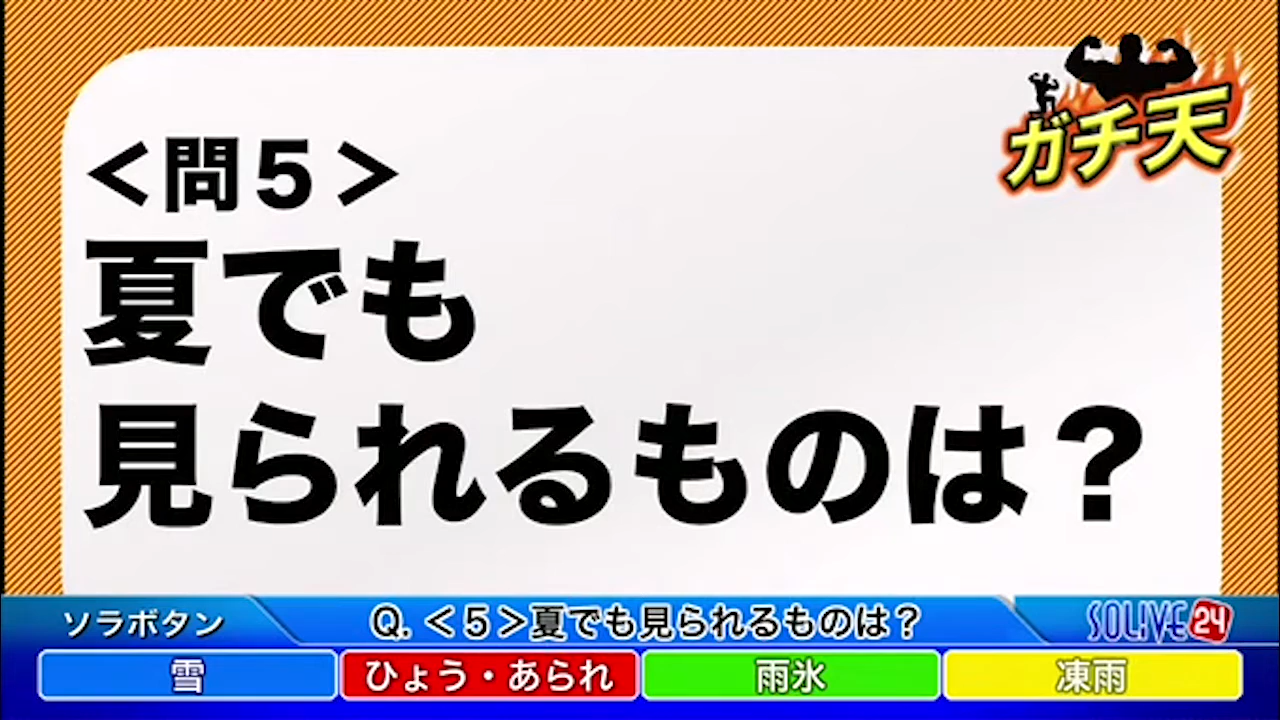 ガチ天
<問5>
夏でも
見られるものは?
ソラボタン
Q.<5>夏でも見られるものは?
SOLiVE24
雪
ひょう・あられ
雨氷
凍雨